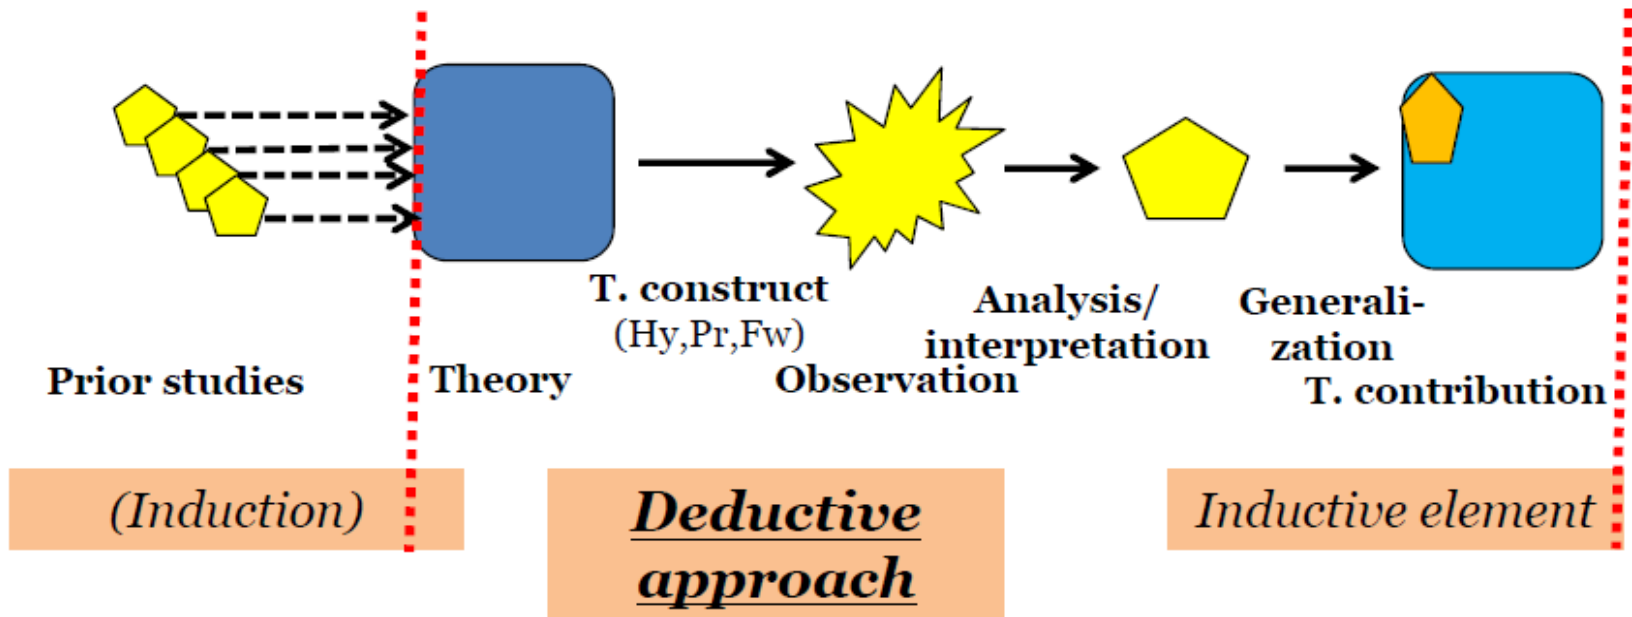 T. construct
(Hy,Pr,Fw)
Analysis/
interpretation
Generali-
zation
Prior studies
Theory
Observation
T. contribution
(Induction)
Deductive
approach
Inductive element